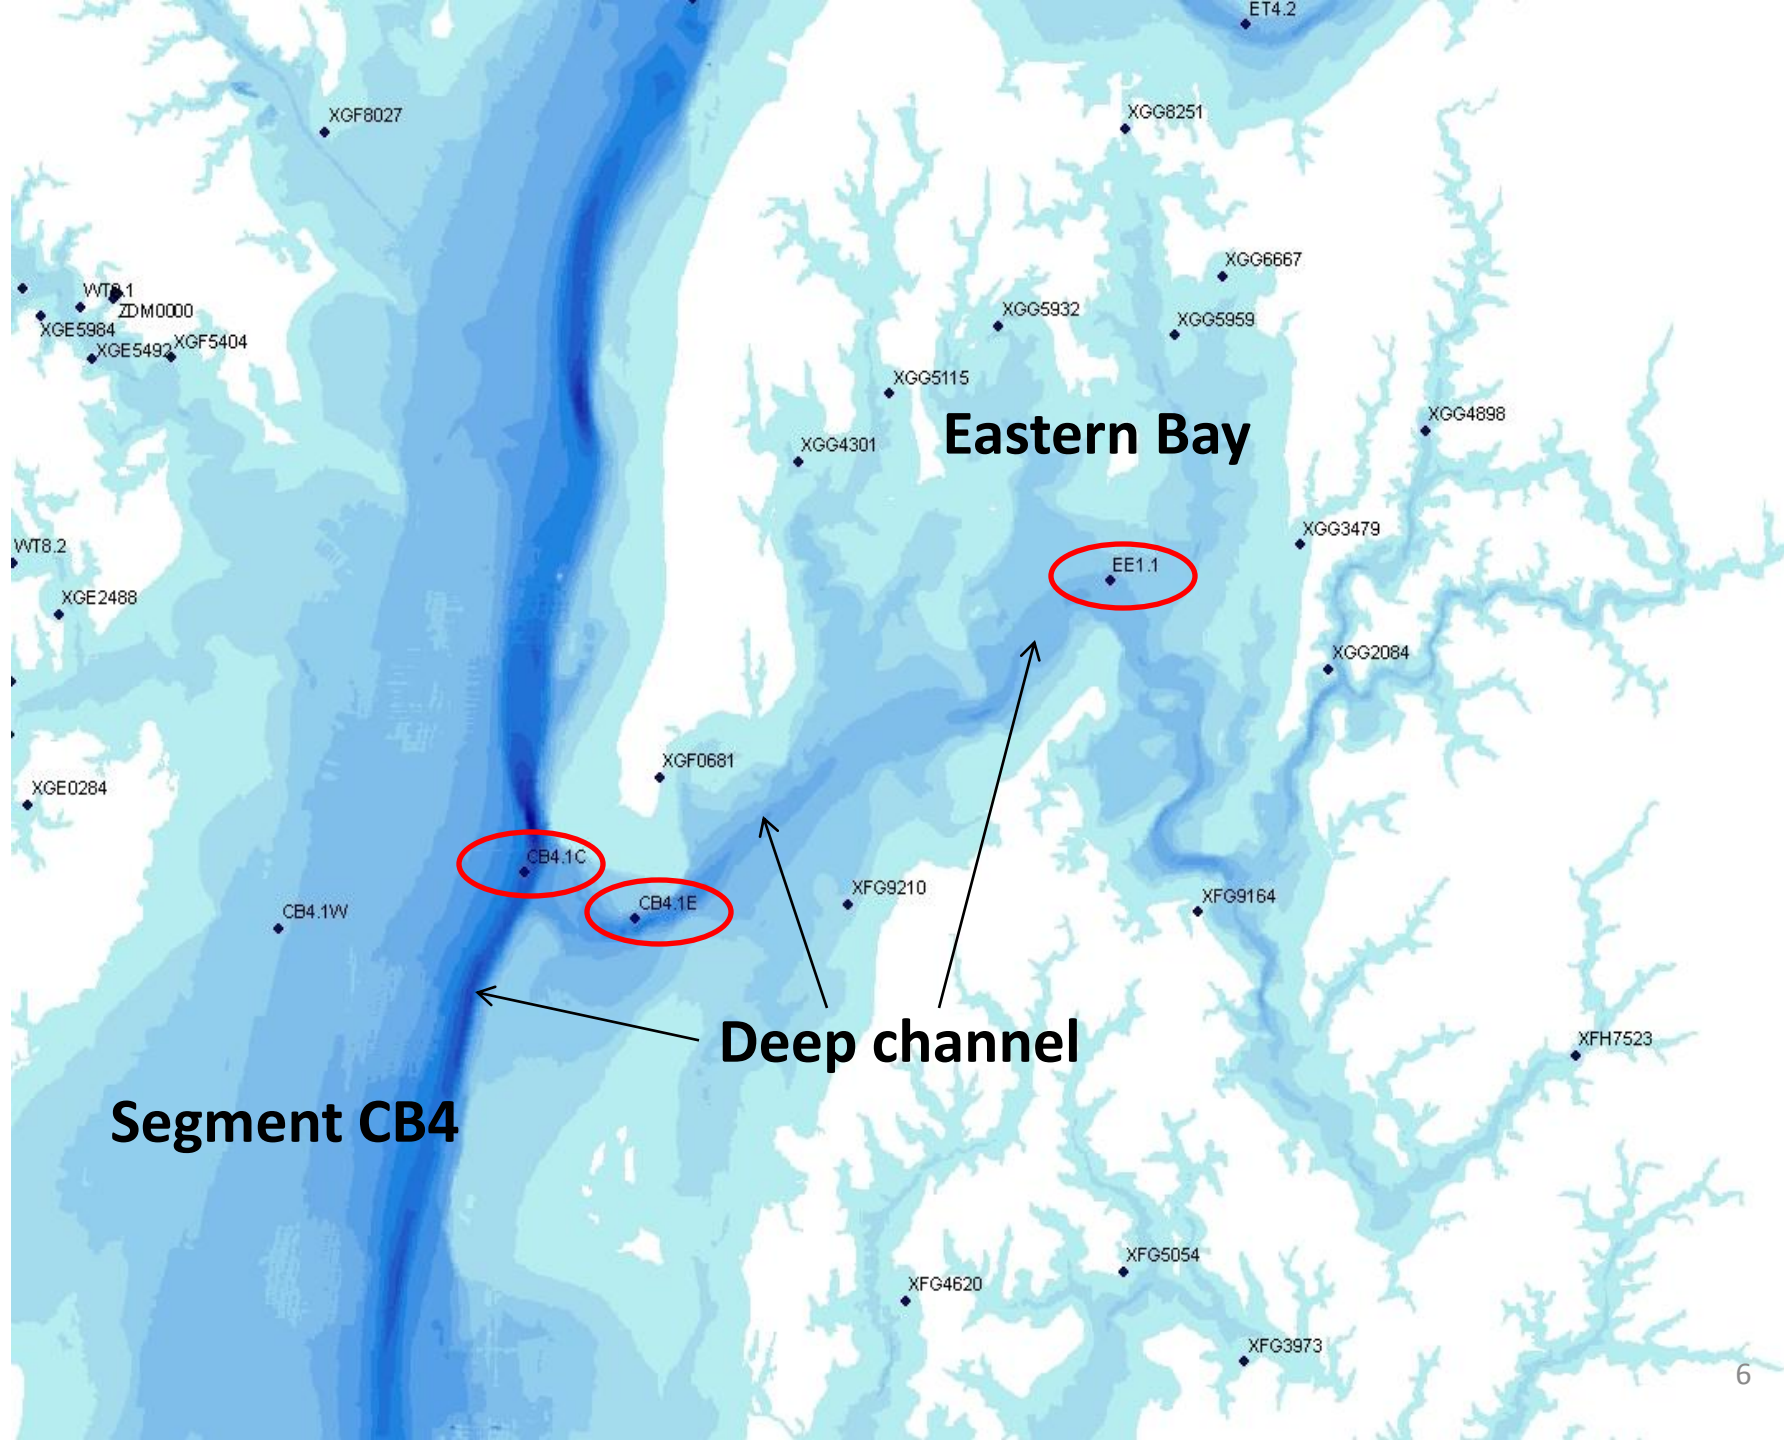 ET4.2
XGF8027
XGG8251
XGG6667
WT8.1
ZDM0000
XGG5932
XGG5959
XGE5984
XGE5492
XGF5404
XGG5115
XGG4898
Eastern Bay
XGG4301
XGG3479
WT8.2
EE1.1
XGE2488
XGG2084
XGF0681
XGE0284
CB4.1C
XFG9210
XFG9164
CB4.1E
CB4.1W
XFH7523
Deep channel
Segment CB4
XFG5054
XFG4620
XFG3973
6